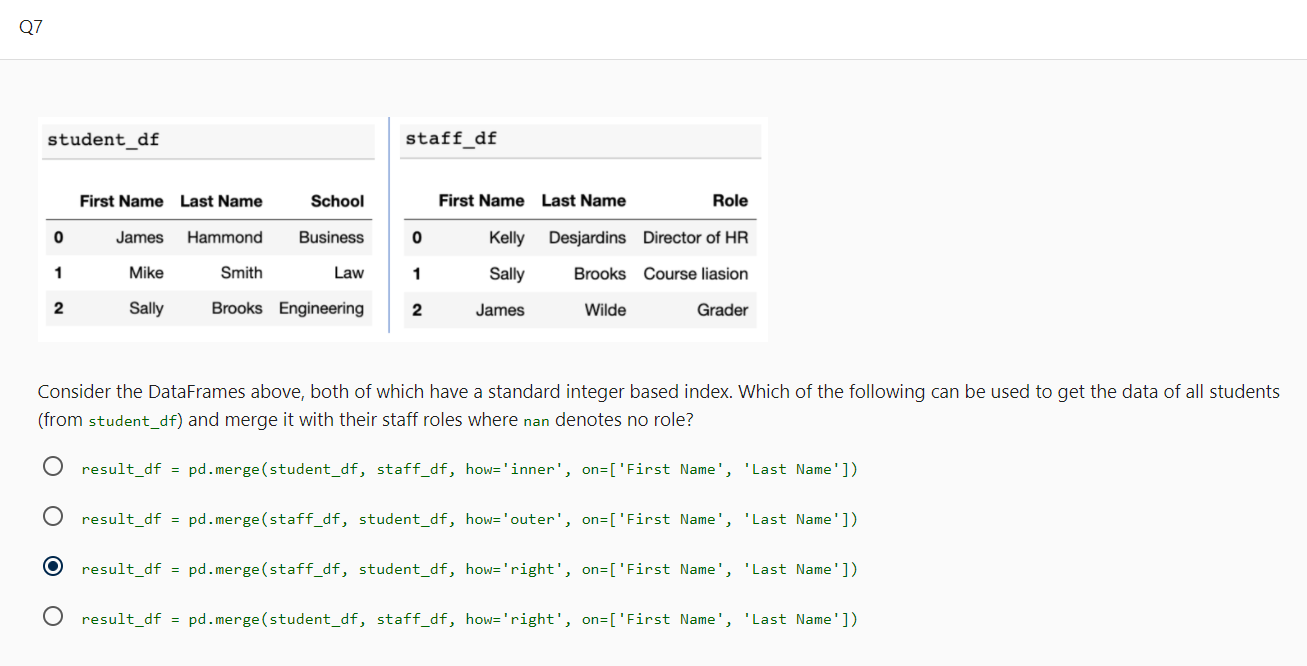 Q7
student_df
First Name Last Name School
0 James Hammond Business
1 Mike Smith Law
2 Sally Brooks Engineering
staff_df
First Name Last Name Role
0 Kelly Desjardins Director of HR
1 Sally Brooks Course liasion
2 James Wilde Grader
Consider the DataFrames above, both of which have a standard integer based index. Which of the following can be used to get the data of all students
(from student_df) and merge it with their staff roles where nan denotes no role?
result_df = pd.merge(student_df, staff_df, how='inner', on=['First Name', 'Last Name'])
result_df = pd.merge(staff_df, student_df, how='outer', on=['First Name', 'Last Name'])
result_df = pd.merge(staff_df, student_df, how='right', on=['First Name', 'Last Name'])
result_df = pd.merge(student_df, staff_df, how='right', on=['First Name', 'Last Name'])